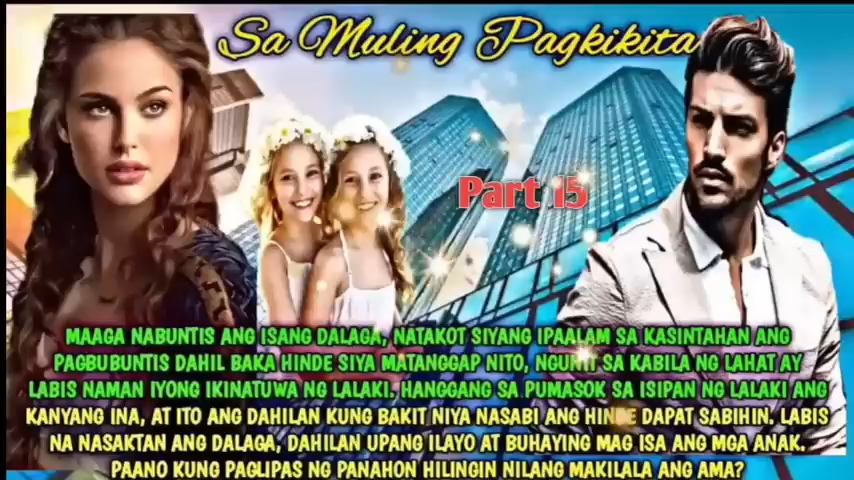 Sa Muling Pagkikita
Part 15
MAAGA NABUNTIS ANG ISANG DALAGA, NATAKOT SIYANG IPAALAM SA KASINTAHAN ANG
PAGBUBUNTIS DAHIL BAKA HINDE SIYA MATANGGAP NITO, NGUNIT SA KABILA NG LAHAT AY
LABIS NAMAN IYONG IKINATUWA NG LALAKI. HANGGANG SA PUMASOK SA ISIPAN NG LALAKI ANG
KANYANG INA, AT ITO ANG DAHILAN KUNG BAKIT NIYA NASABI ANG HINDE DAPAT SABIHIN. LABIS
NA NASAKTAN ANG DALAGA, DAHILAN UPANG ILAYO AT BUHAYING MAG ISA ANG MGA ANAK.
PAANO KUNG PAGLIPAS NG PANAHON HILINGIN NILANG MAKILALA ANG AMA?